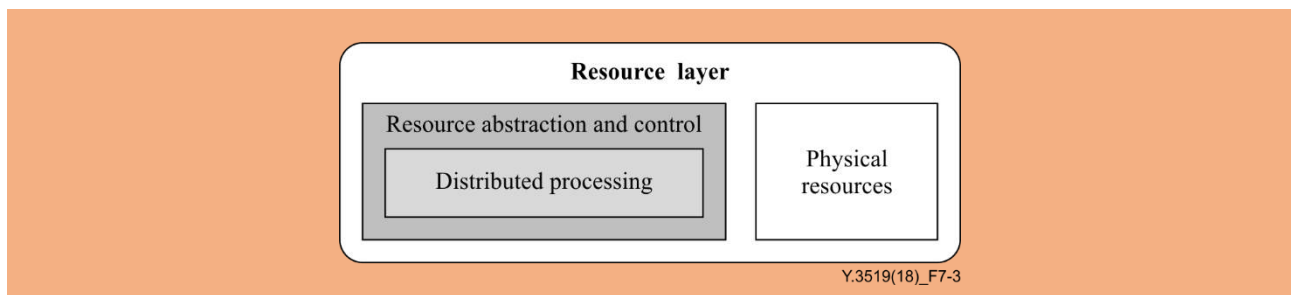 Resource layer
Resource abstraction and control
Distributed processing
Physical
resources
Y.3519(18)_F7-3